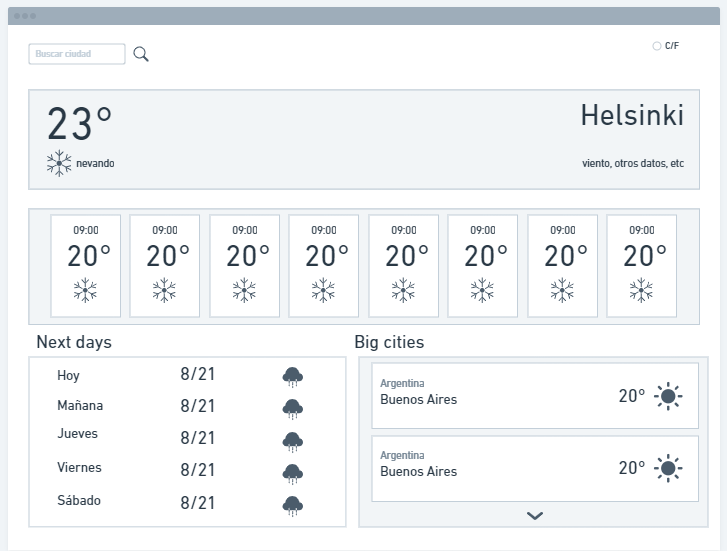 Buscar ciudad
C/F
23°
Helsinki
nevando
viento, otros datos, etc
09:00 09:00 09:00 09:00 09:00 09:00 09:00 09:00
20° 20° 20° 20° 20° 20° 20° 20°
Next days
Hoy 8/21
Mañana 8/21
Jueves 8/21
Viernes 8/21
Sábado 8/21
Big cities
Argentina
Buenos Aires 20°
Argentina
Buenos Aires 20°